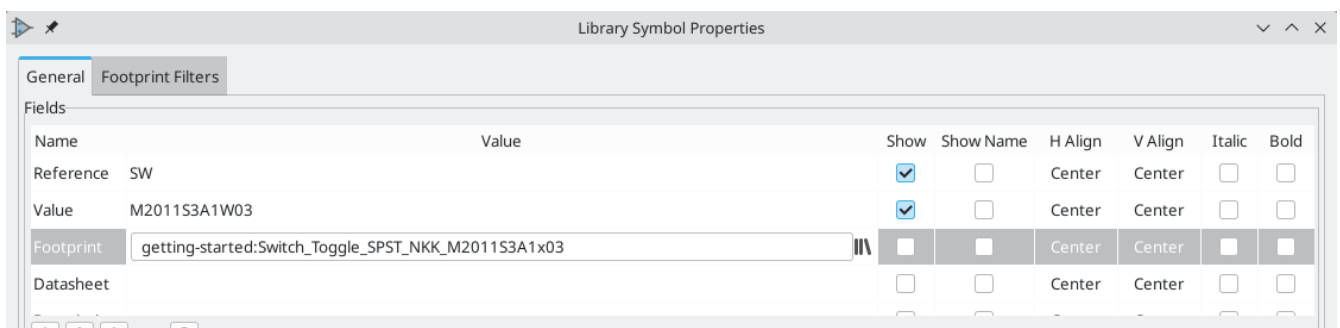 Library Symbol Properties
General Footprint Filters
Fields
Name Value Show Show Name H Align V Align Italic Bold
Reference SW Center Center
Value M2011S3A1W03 Center Center
Footprint getting-started:Switch_Toggle_SPST_NKK_M2011S3A1x03 Center Center
Datasheet Center Center